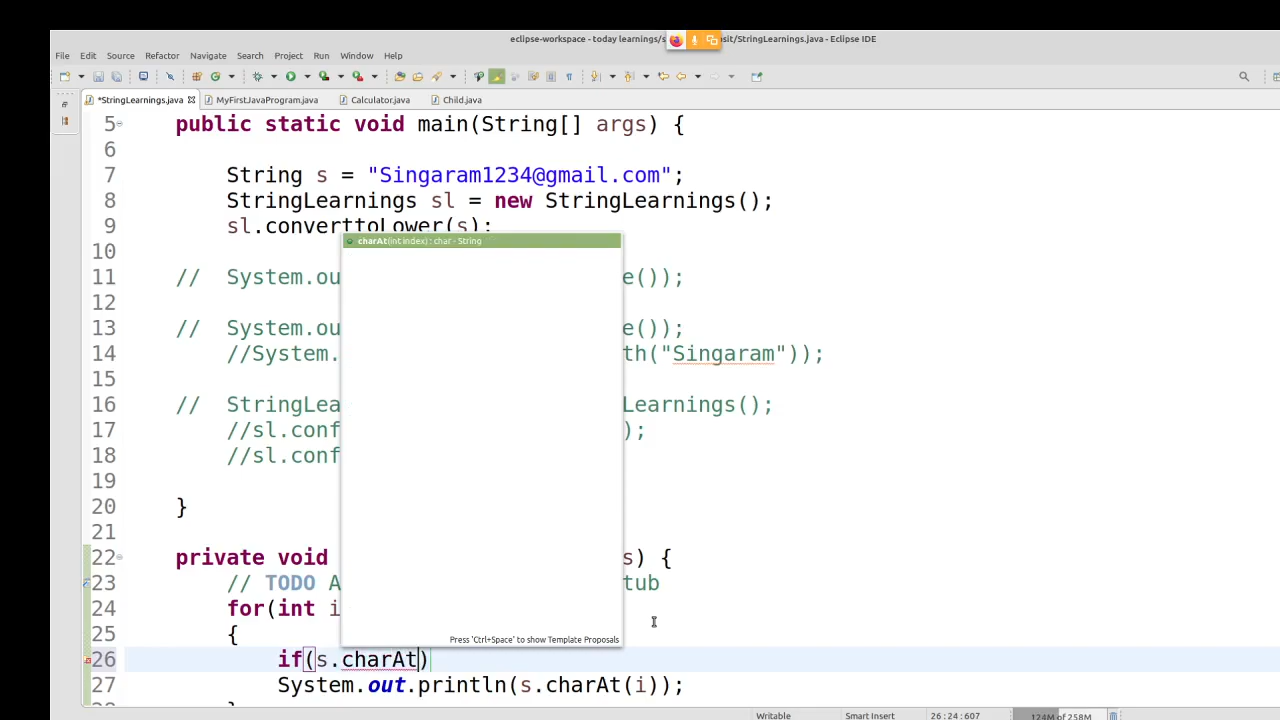 eclipse-workspace - today learnings/s sit/StringLearnings.java - Eclipse IDE
File Edit Source Refactor Navigate Search Project Run Window Help
*StringLearnings.java MyFirstJavaProgram.java Calculator.java Child.java
5 public static void main(String[] args) {
6
7 String s = "Singaram1234@gmail.com";
8 StringLearnings sl = new StringLearnings();
9 sl.converttoLower(s);
charAt(int index) : char - String
10
11 // System.ou e());
12
13 // System.ou e());
14 //System. th("Singaram"));
15
16 // StringLea Learnings();
17 //sl.conf );
18 //sl.conf
19
20 }
21
22 private void s) {
23 // TODO A tub
24 for(int i
25 {
Press 'Ctrl+Space' to show Template Proposals
26 if(s.charAt)
27 System.out.println(s.charAt(i));
Writable Smart Insert 26 : 24 : 607 124M of 258M